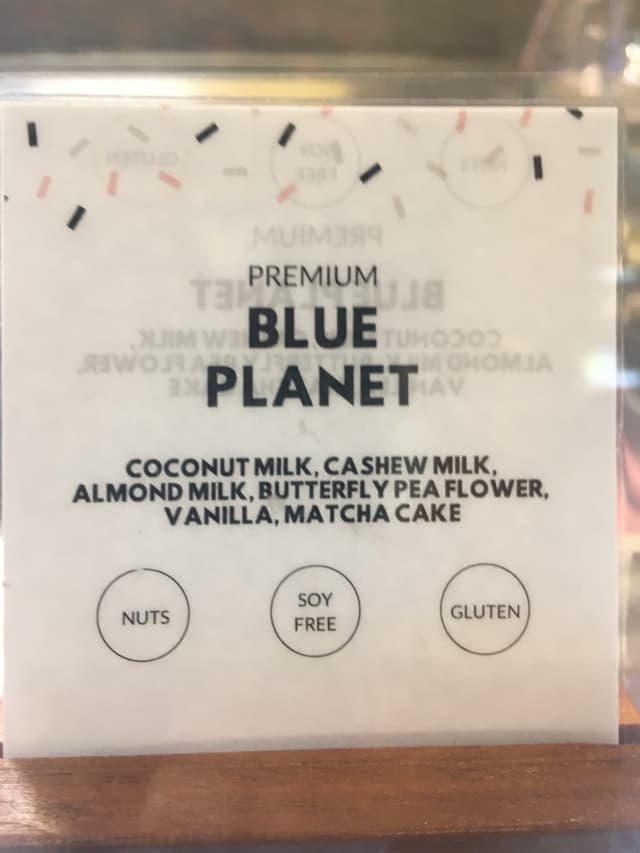 PREMIUM
BLUE
PLANET
COCONUT MILK, CASHEW MILK,
ALMOND MILK, BUTTERFLY PEA FLOWER,
VANILLA, MATCHA CAKE
NUTS
SOY
FREE
GLUTEN